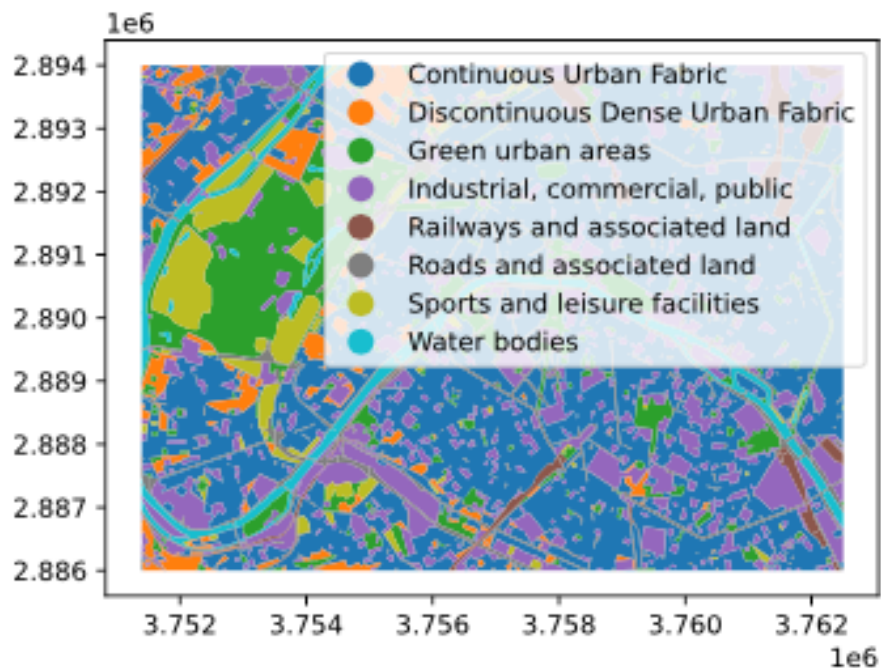 1e6
2.894
2.893
2.892
2.891
2.890
2.889
2.888
2.887
2.886
Continuous Urban Fabric
Discontinuous Dense Urban Fabric
Green urban areas
Industrial, commercial, public
Railways and associated land
Roads and associated land
Sports and leisure facilities
Water bodies
3.752 3.754 3.756 3.758 3.760 3.762
1e6